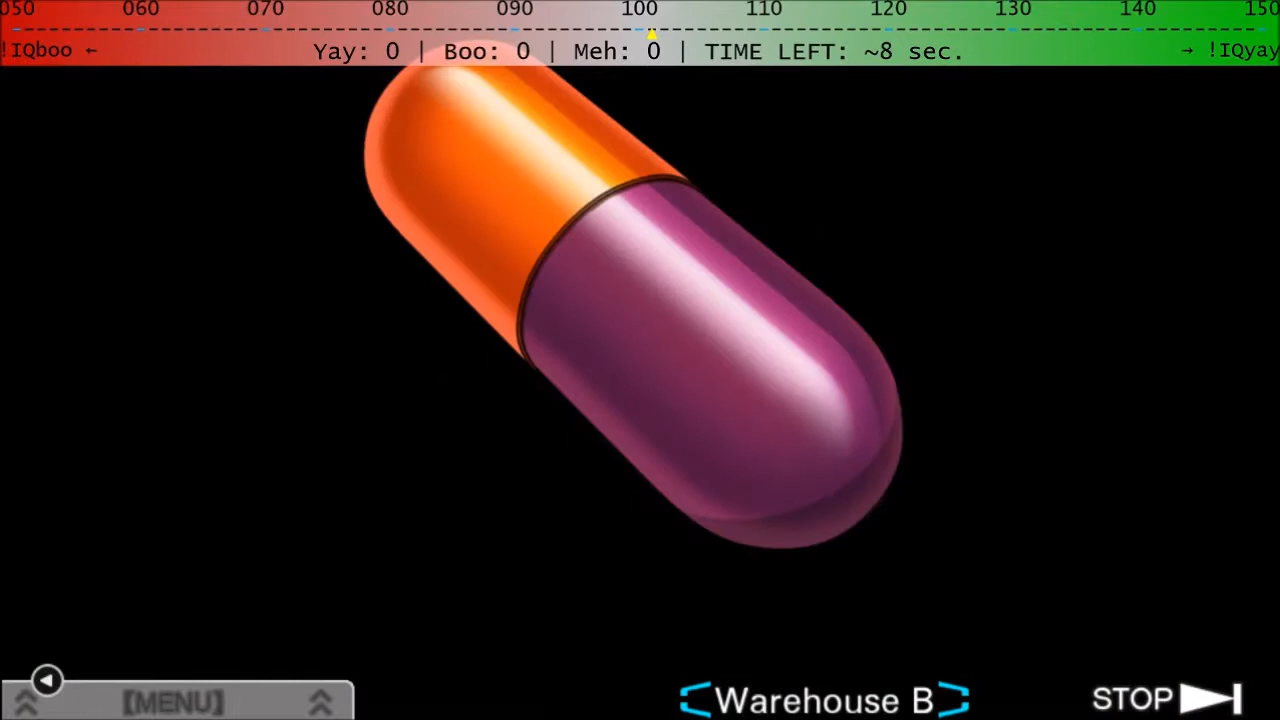 050 060 070 080 090 100 110 120 130 140 150
!IQboo ← Yay: 0 | Boo: 0 | Meh: 0 | TIME LEFT: ~8 sec. → !IQyay
[MENU] Warehouse B STOP